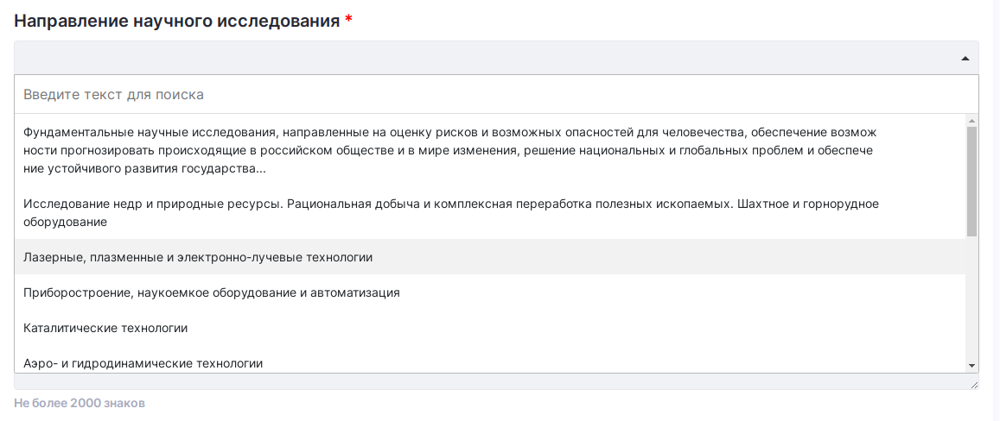 Направление научного исследования *
Введите текст для поиска
Фундаментальные научные исследования, направленные на оценку рисков и возможных опасностей для человечества, обеспечение возмож
ности прогнозировать происходящие в российском обществе и в мире изменения, решение национальных и глобальных проблем и обеспече
ние устойчивого развития государства...
Исследование недр и природные ресурсы. Рациональная добыча и комплексная переработка полезных ископаемых. Шахтное и горнорудное
оборудование
Лазерные, плазменные и электронно-лучевые технологии
Приборостроение, наукоемкое оборудование и автоматизация
Каталитические технологии
Аэро- и гидродинамические технологии
Не более 2000 знаков